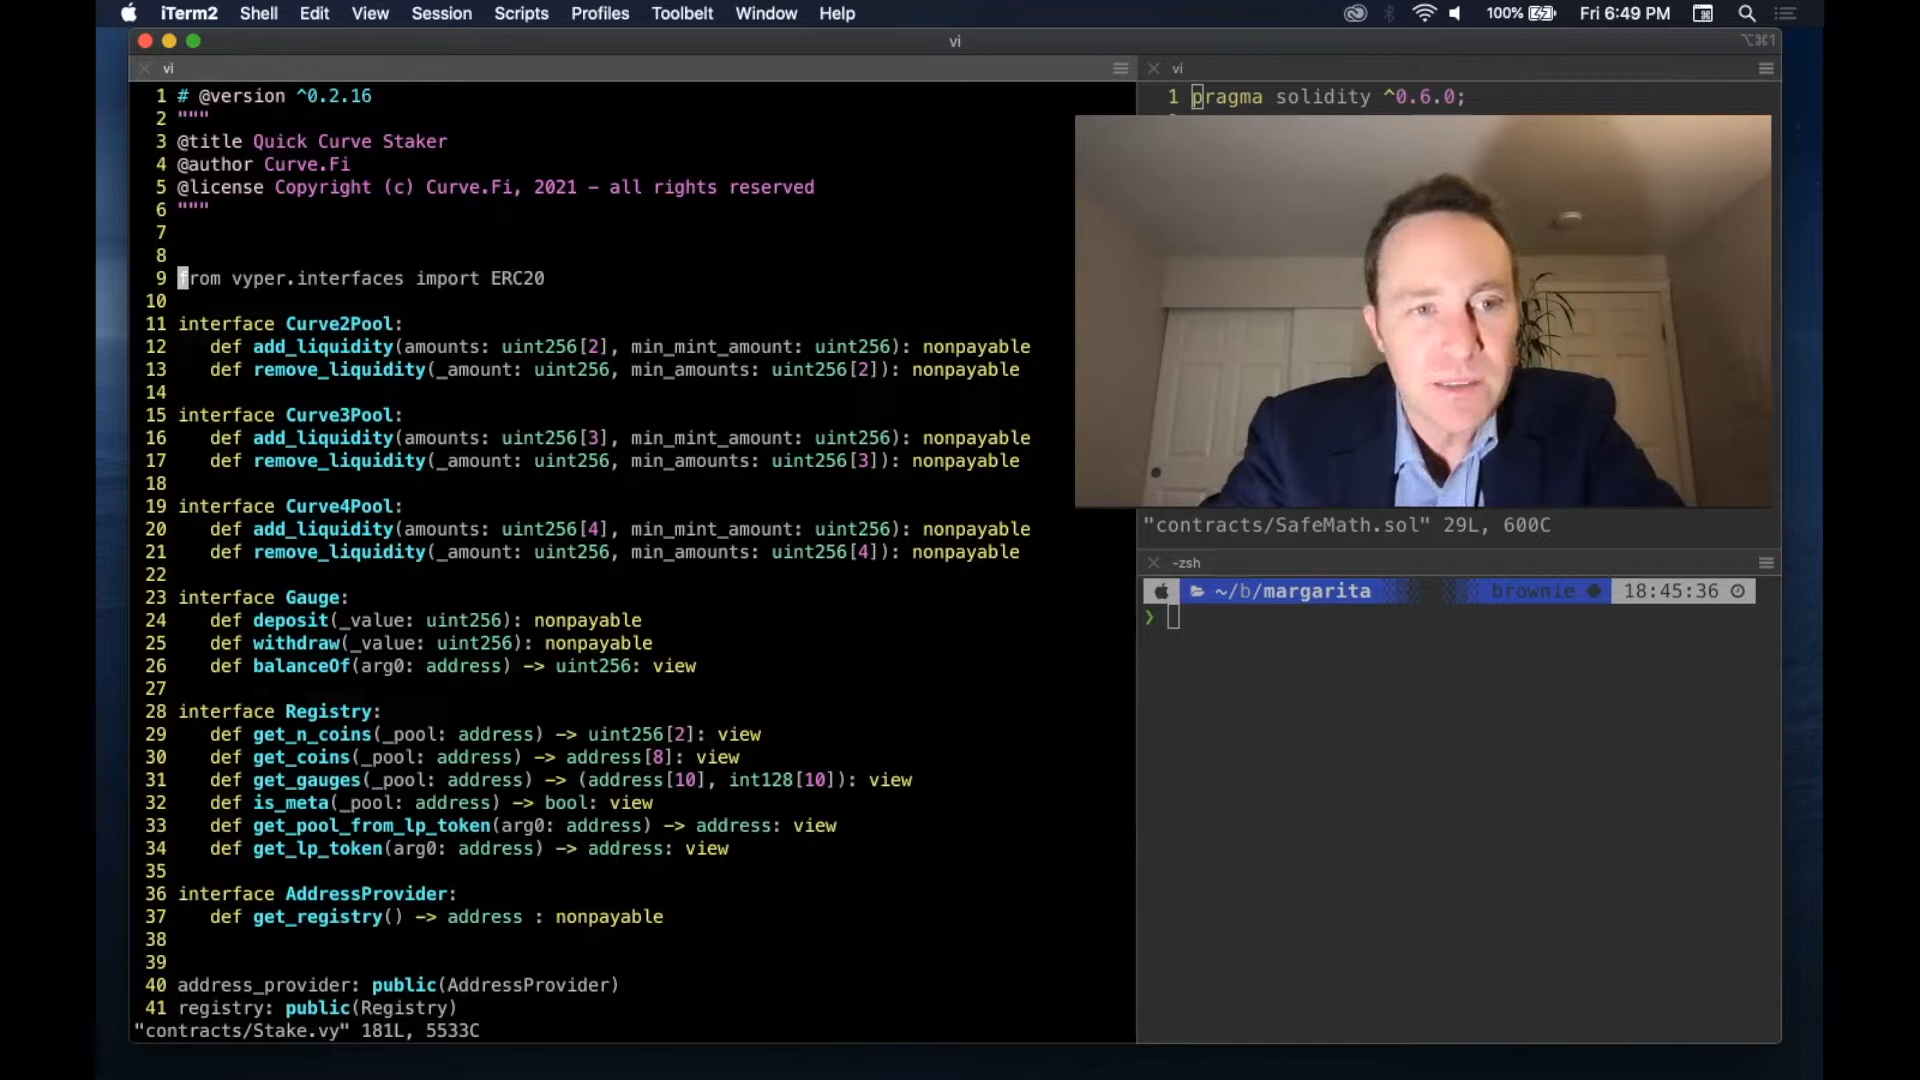 iTerm2 Shell Edit View Session Scripts Profiles Toolbelt Window Help 100% Fri 6:49 PM
vi ⌥⌘1
vi
1 # @version ^0.2.16
2 """
3 @title Quick Curve Staker
4 @author Curve.Fi
5 @license Copyright (c) Curve.Fi, 2021 - all rights reserved
6 """
7
8
9 from vyper.interfaces import ERC20
10
11 interface Curve2Pool:
12 def add_liquidity(amounts: uint256[2], min_mint_amount: uint256): nonpayable
13 def remove_liquidity(_amount: uint256, min_amounts: uint256[2]): nonpayable
14
15 interface Curve3Pool:
16 def add_liquidity(amounts: uint256[3], min_mint_amount: uint256): nonpayable
17 def remove_liquidity(_amount: uint256, min_amounts: uint256[3]): nonpayable
18
19 interface Curve4Pool:
20 def add_liquidity(amounts: uint256[4], min_mint_amount: uint256): nonpayable
21 def remove_liquidity(_amount: uint256, min_amounts: uint256[4]): nonpayable
22
23 interface Gauge:
24 def deposit(_value: uint256): nonpayable
25 def withdraw(_value: uint256): nonpayable
26 def balanceOf(arg0: address) -> uint256: view
27
28 interface Registry:
29 def get_n_coins(_pool: address) -> uint256[2]: view
30 def get_coins(_pool: address) -> address[8]: view
31 def get_gauges(_pool: address) -> (address[10], int128[10]): view
32 def is_meta(_pool: address) -> bool: view
33 def get_pool_from_lp_token(arg0: address) -> address: view
34 def get_lp_token(arg0: address) -> address: view
35
36 interface AddressProvider:
37 def get_registry() -> address : nonpayable
38
39
40 address_provider: public(AddressProvider)
41 registry: public(Registry)
"contracts/Stake.vy" 181L, 5533C
vi
1 pragma solidity ^0.6.0;
"contracts/SafeMath.sol" 29L, 600C
-zsh
~/b/margarita brownie 18:45:36
❯